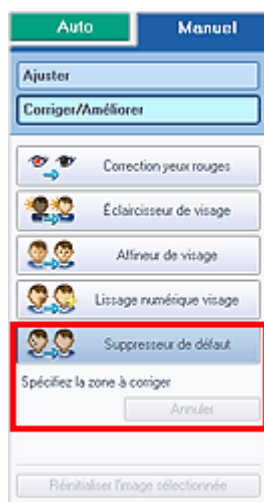 Auto
Manuel
Ajuster
Corriger/Améliorer
Correction yeux rouges
Éclaircisseur de visage
Affineur de visage
Lissage numérique visage
Suppresseur de défaut
Spécifiez la zone à corriger
Annuler
Réinitialiser l'image sélectionnée